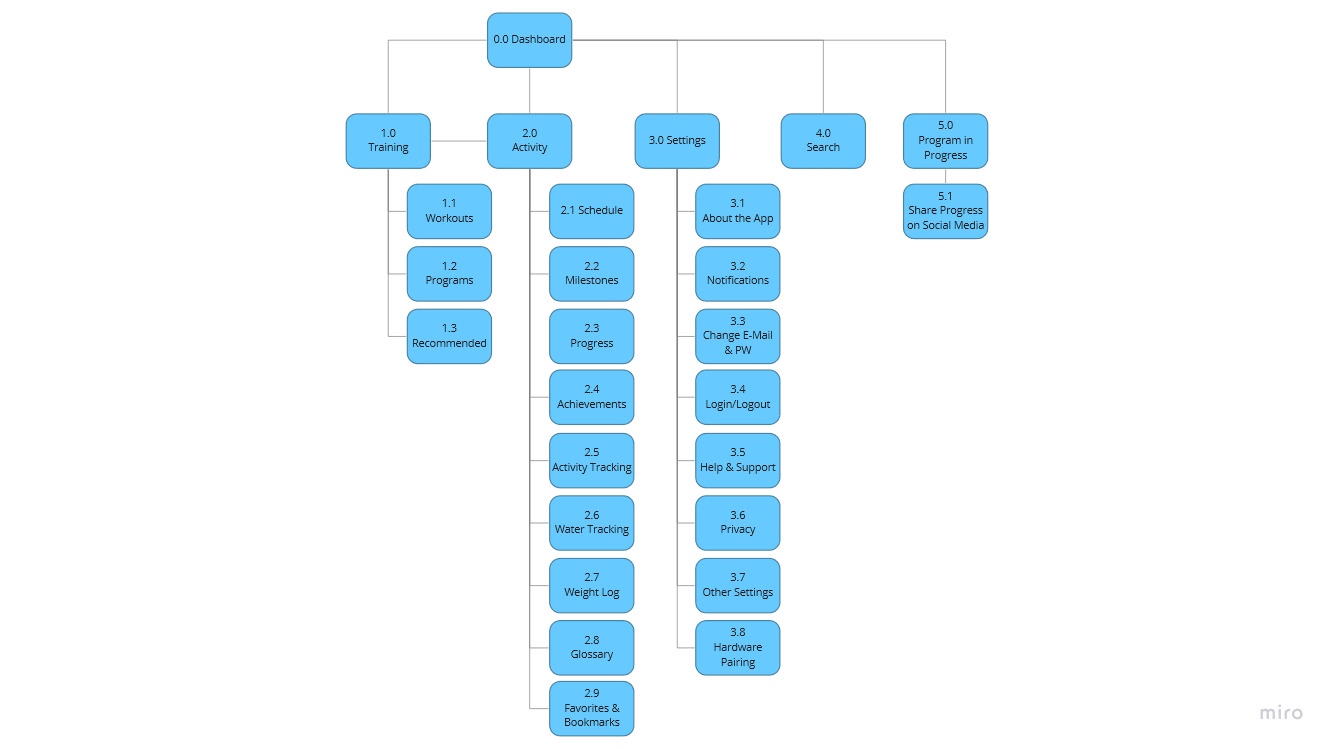 0.0 Dashboard
1.0
Training
2.0
Activity
3.0 Settings
4.0
Search
5.0
Program in
Progress
1.1
Workouts
1.2
Programs
1.3
Recommended
2.1 Schedule
2.2
Milestones
2.3
Progress
2.4
Achievements
2.5
Activity Tracking
2.6
Water Tracking
2.7
Weight Log
2.8
Glossary
2.9
Favorites &
Bookmarks
3.1
About the App
3.2
Notifications
3.3
Change E-Mail
& PW
3.4
Login/Logout
3.5
Help & Support
3.6
Privacy
3.7
Other Settings
3.8
Hardware
Pairing
5.1
Share Progress
on Social Media
miro